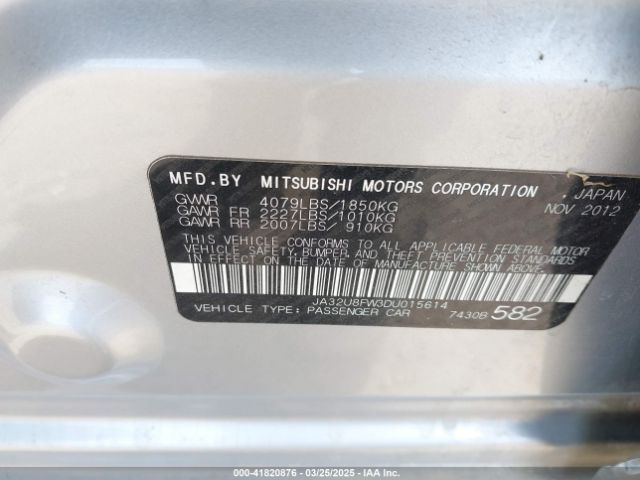 MFD.BY MITSUBISHI MOTORS CORPORATION JAPAN
GVWR 4079LBS/1850KG NOV 2012
GAWR FR 2227LBS/1010KG
GAWR RR 2007LBS/ 910KG
THIS VEHICLE CONFORMS TO ALL APPLICABLE FEDERAL MOTOR
VEHICLE SAFETY, BUMPER, AND THEFT PREVENTION STANDARDS
IN EFFECT ON THE DATE OF MANUFACTURE SHOWN ABOVE.
JA32U8FW3DU015614
VEHICLE TYPE: PASSENGER CAR 7430B 582
000-41820876 - 03/25/2025 - IAA Inc.